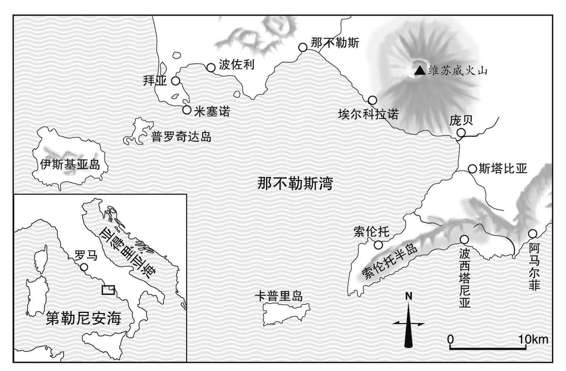 那不勒斯
波佐利
拜亚
维苏威火山
米塞诺
埃尔科拉诺
庞贝
普罗奇达岛
伊斯基亚岛
斯塔比亚
那不勒斯湾
索伦托
亚得里亚海
罗马
索伦托半岛
波西塔尼亚
阿马尔菲
卡普里岛
第勒尼安海
N
0
10km